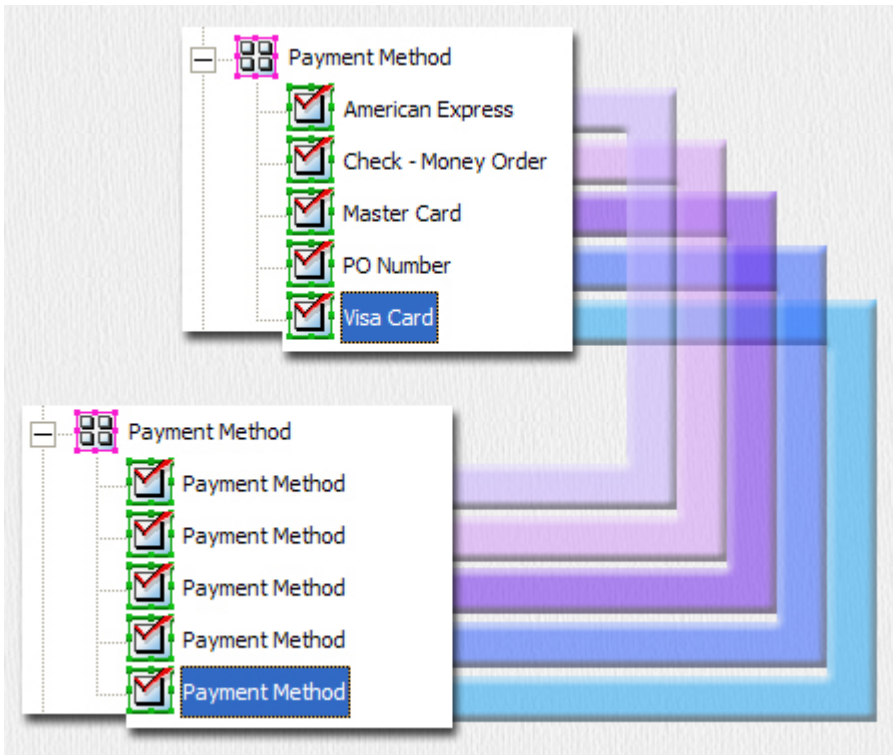 Payment Method
American Express
Check - Money Order
Master Card
PO Number
Visa Card
Payment Method
Payment Method
Payment Method
Payment Method
Payment Method
Payment Method